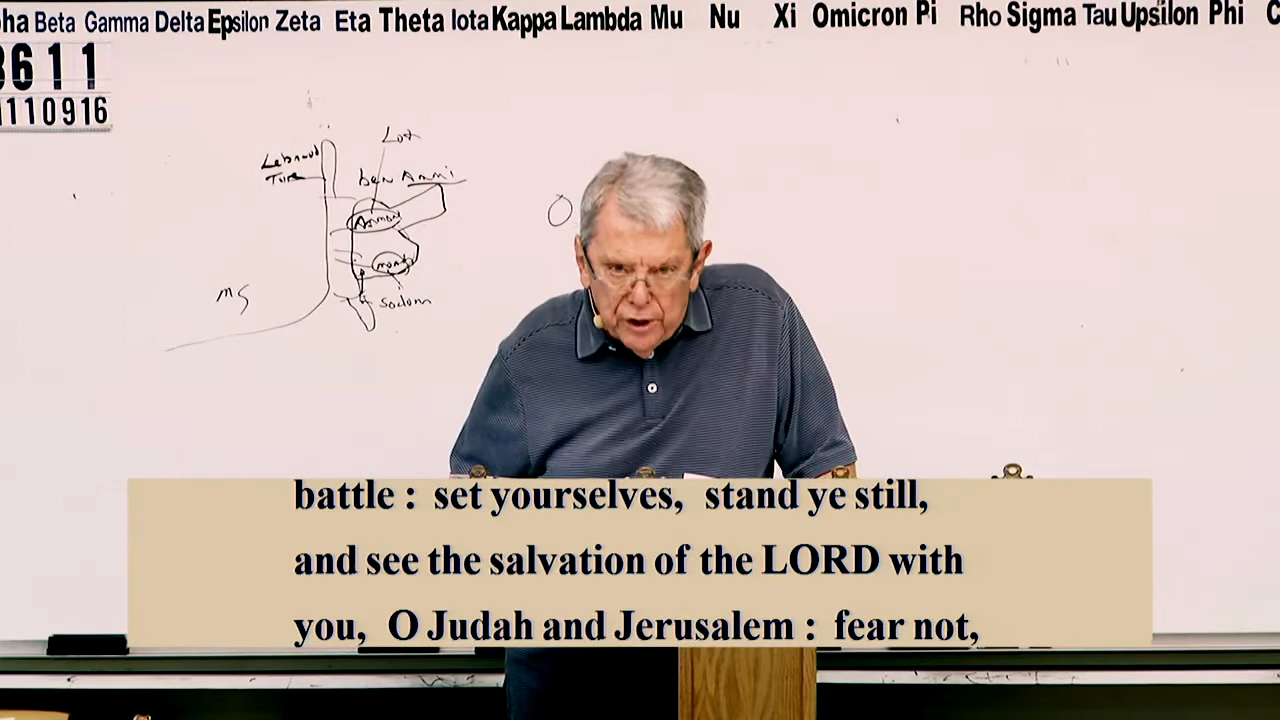 ha Beta Gamma Delta Epsilon Zeta Eta Theta Iota Kappa Lambda Mu Nu Xi Omicron Pi Rho Sigma Tau Upsilon Phi C
3611
1110916
Lot
ben Ammi
Ammon
Moab
Sodom
MS
O
battle : set yourselves, stand ye still,
and see the salvation of the LORD with
you, O Judah and Jerusalem : fear not,